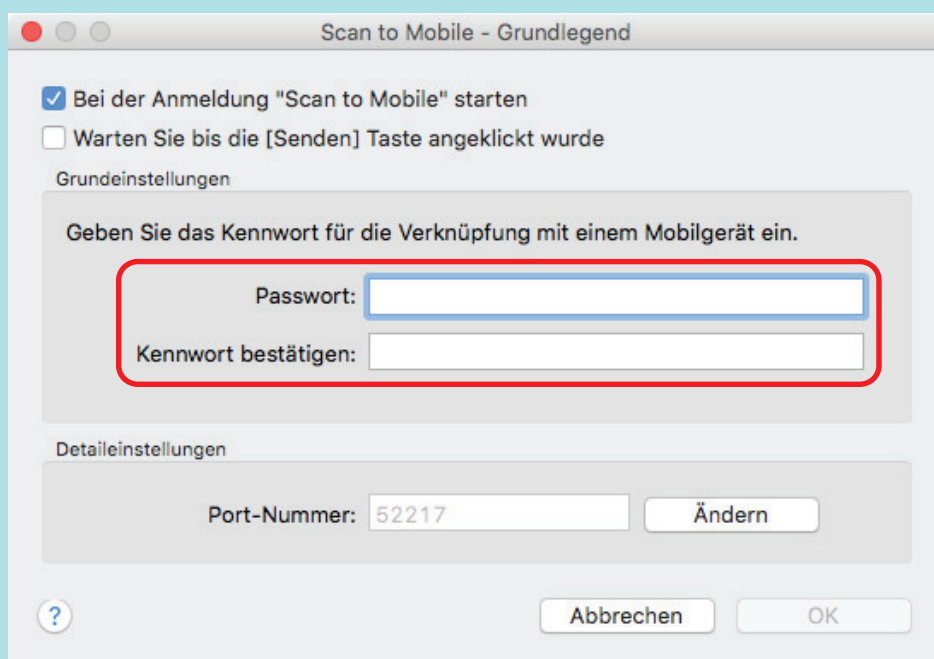 Scan to Mobile - Grundlegend
Bei der Anmeldung "Scan to Mobile" starten
Warten Sie bis die [Senden] Taste angeklickt wurde
Grundeinstellungen
Geben Sie das Kennwort für die Verknüpfung mit einem Mobilgerät ein.
Passwort:
Kennwort bestätigen:
Detaileinstellungen
Port-Nummer: 52217 Ändern
? Abbrechen OK